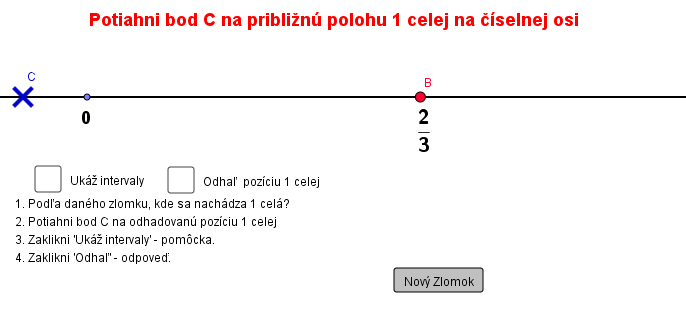 Potiahni bod C na približnú polohu 1 celej na číselnej osi
C
B
0
2
3
Ukáž intervaly
Odhaľ pozíciu 1 celej
1. Podľa daného zlomku, kde sa nachádza 1 celá?
2. Potiahni bod C na odhadovanú pozíciu 1 celej
3. Zaklikni 'Ukáž intervaly' - pomôcka.
4. Zaklikni 'Odhaľ' - odpoveď.
Nový Zlomok